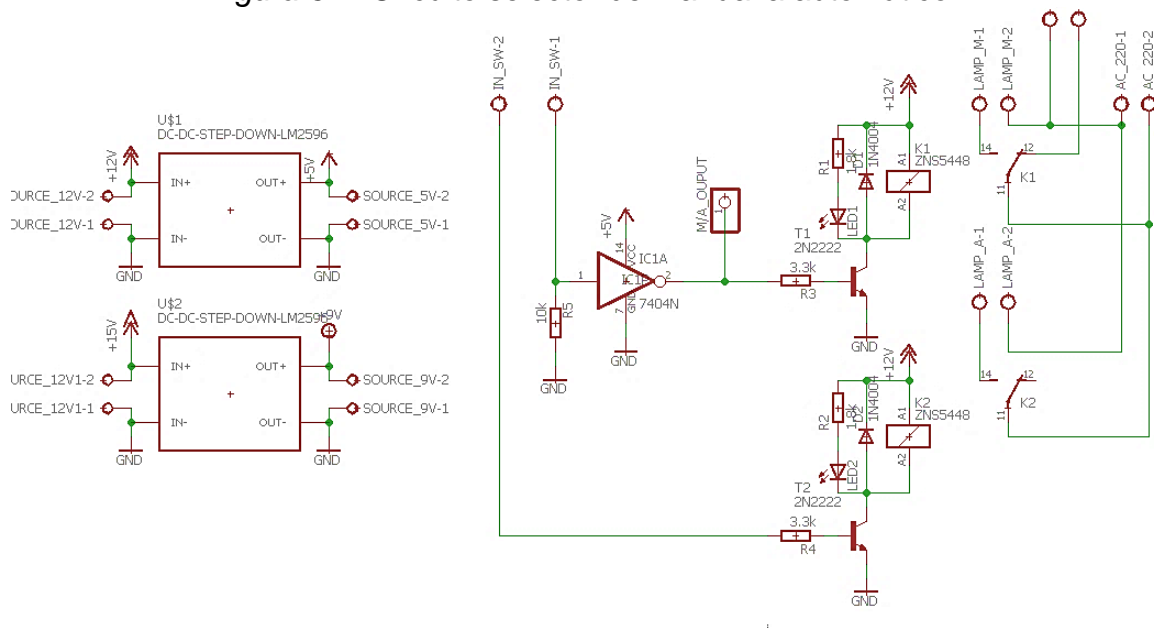 IN_SW-2
IN_SW-1
LAMP_M-1
LAMP_M-2
AC_220-1
AC_220-2
U$1
DC-DC-STEP-DOWN-LM2596
+12V
IN+
OUT+
+5V
OURCE_12V-2
SOURCE_5V-2
OURCE_12V-1
SOURCE_5V-1
IN-
OUT-
GND
GND
U$2
DC-DC-STEP-DOWN-LM2596
+15V
+9V
IN+
OUT+
URCE_12V1-2
SOURCE_9V-2
URCE_12V1-1
SOURCE_9V-1
IN-
OUT-
GND
GND
10k
R5
GND
1
+5V
14
VCC
IC1A
2
7404N
7
GND
GND
M/A_OUPUT
1
3.3k
R3
T1
2N2222
GND
+12V
R1
1.8k
D1
1N4004
LED1
A1
A2
K1
ZNS5448
14
12
11
K1
LAMP_A-1
LAMP_A-2
+12V
R2
1.8k
D2
1N4004
LED2
A1
A2
K2
ZNS5448
14
12
11
K2
T2
2N2222
3.3k
R4
GND